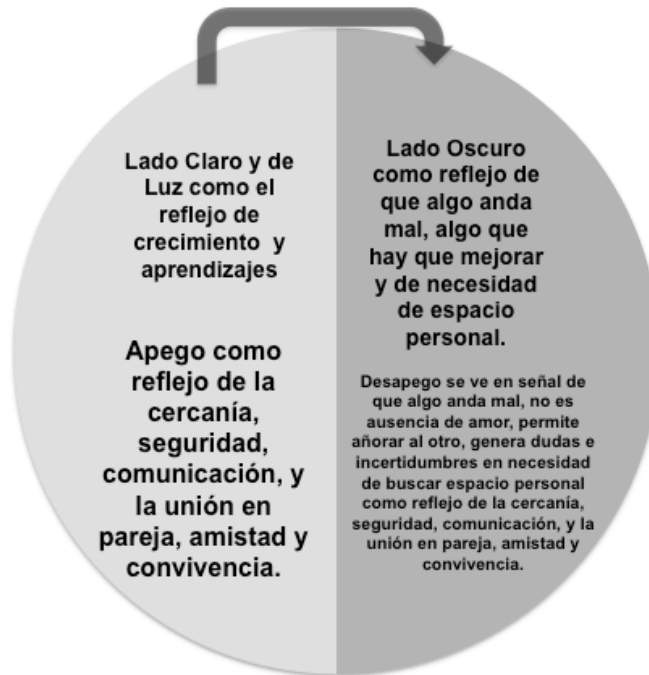 Lado Claro y de
Luz como el
reflejo de
crecimiento y
aprendizajes
Apego como
reflejo de la
cercanía,
seguridad,
comunicación, y
la unión en
pareja, amistad y
convivencia.
Lado Oscuro
como reflejo de
que algo anda
mal, algo que
hay que mejorar
y de necesidad
de espacio
personal.
Desapego se ve en señal de
que algo anda mal, no es
ausencia de amor, permite
añorar al otro, genera dudas e
incertidumbres en necesidad
de buscar espacio personal
como reflejo de la cercanía,
seguridad, comunicación, y la
unión en pareja, amistad y
convivencia.